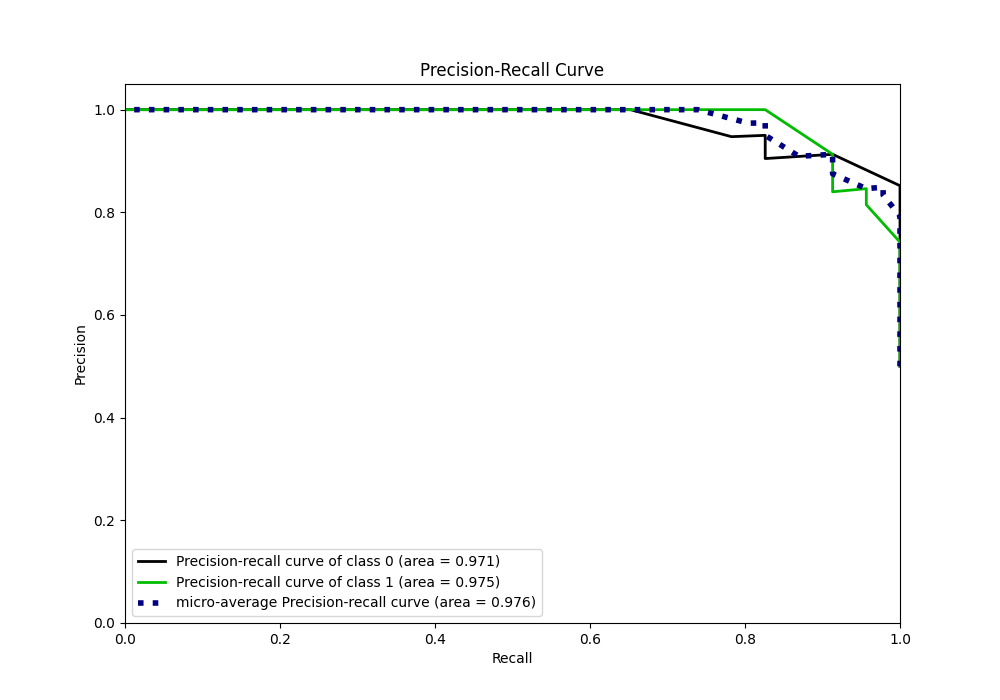 Precision-Recall Curve
1.0
0.8
0.6
0.4
0.2
0.0
Precision
Precision-recall curve of class 0 (area = 0.971)
Precision-recall curve of class 1 (area = 0.975)
micro-average Precision-recall curve (area = 0.976)
0.0 0.2 0.4 0.6 0.8 1.0
Recall